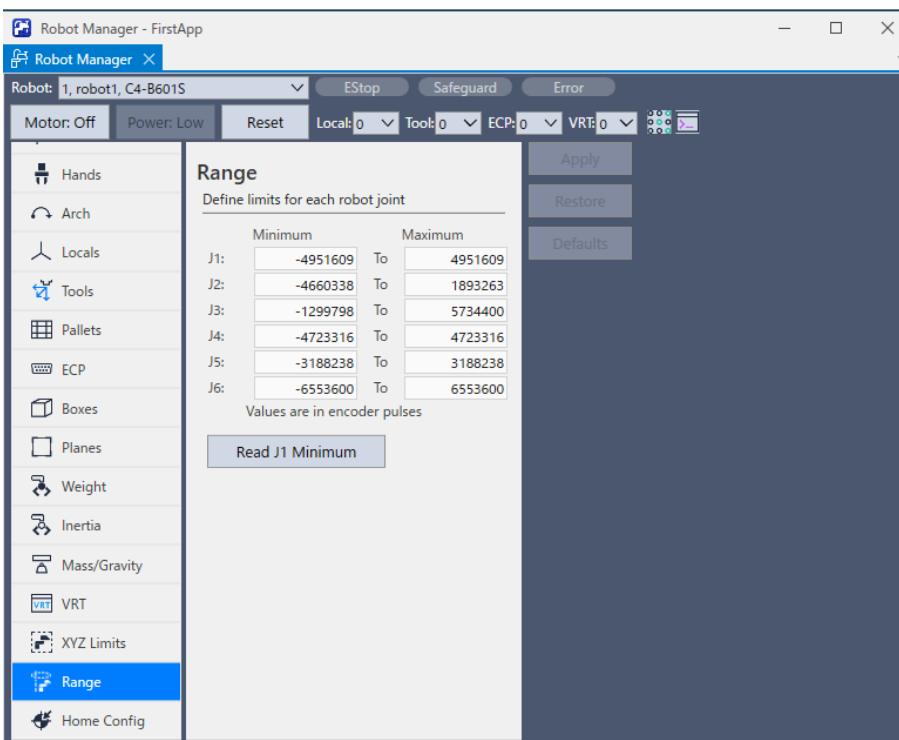 Robot Manager - FirstApp
Robot Manager
Robot: 1, robot1, C4-B601S EStop Safeguard Error
Motor: Off Power: Low Reset Local: 0 Tool: 0 ECP: 0 VRT: 0
Hands
Arch
Locals
Tools
Pallets
ECP
Boxes
Planes
Weight
Inertia
Mass/Gravity
VRT
VRT
XYZ Limits
Range
Home Config
Range
Define limits for each robot joint
Minimum Maximum
J1: -4951609 To 4951609
J2: -4660338 To 1893263
J3: -1299798 To 5734400
J4: -4723316 To 4723316
J5: -3188238 To 3188238
J6: -6553600 To 6553600
Values are in encoder pulses
Read J1 Minimum
Apply
Restore
Defaults